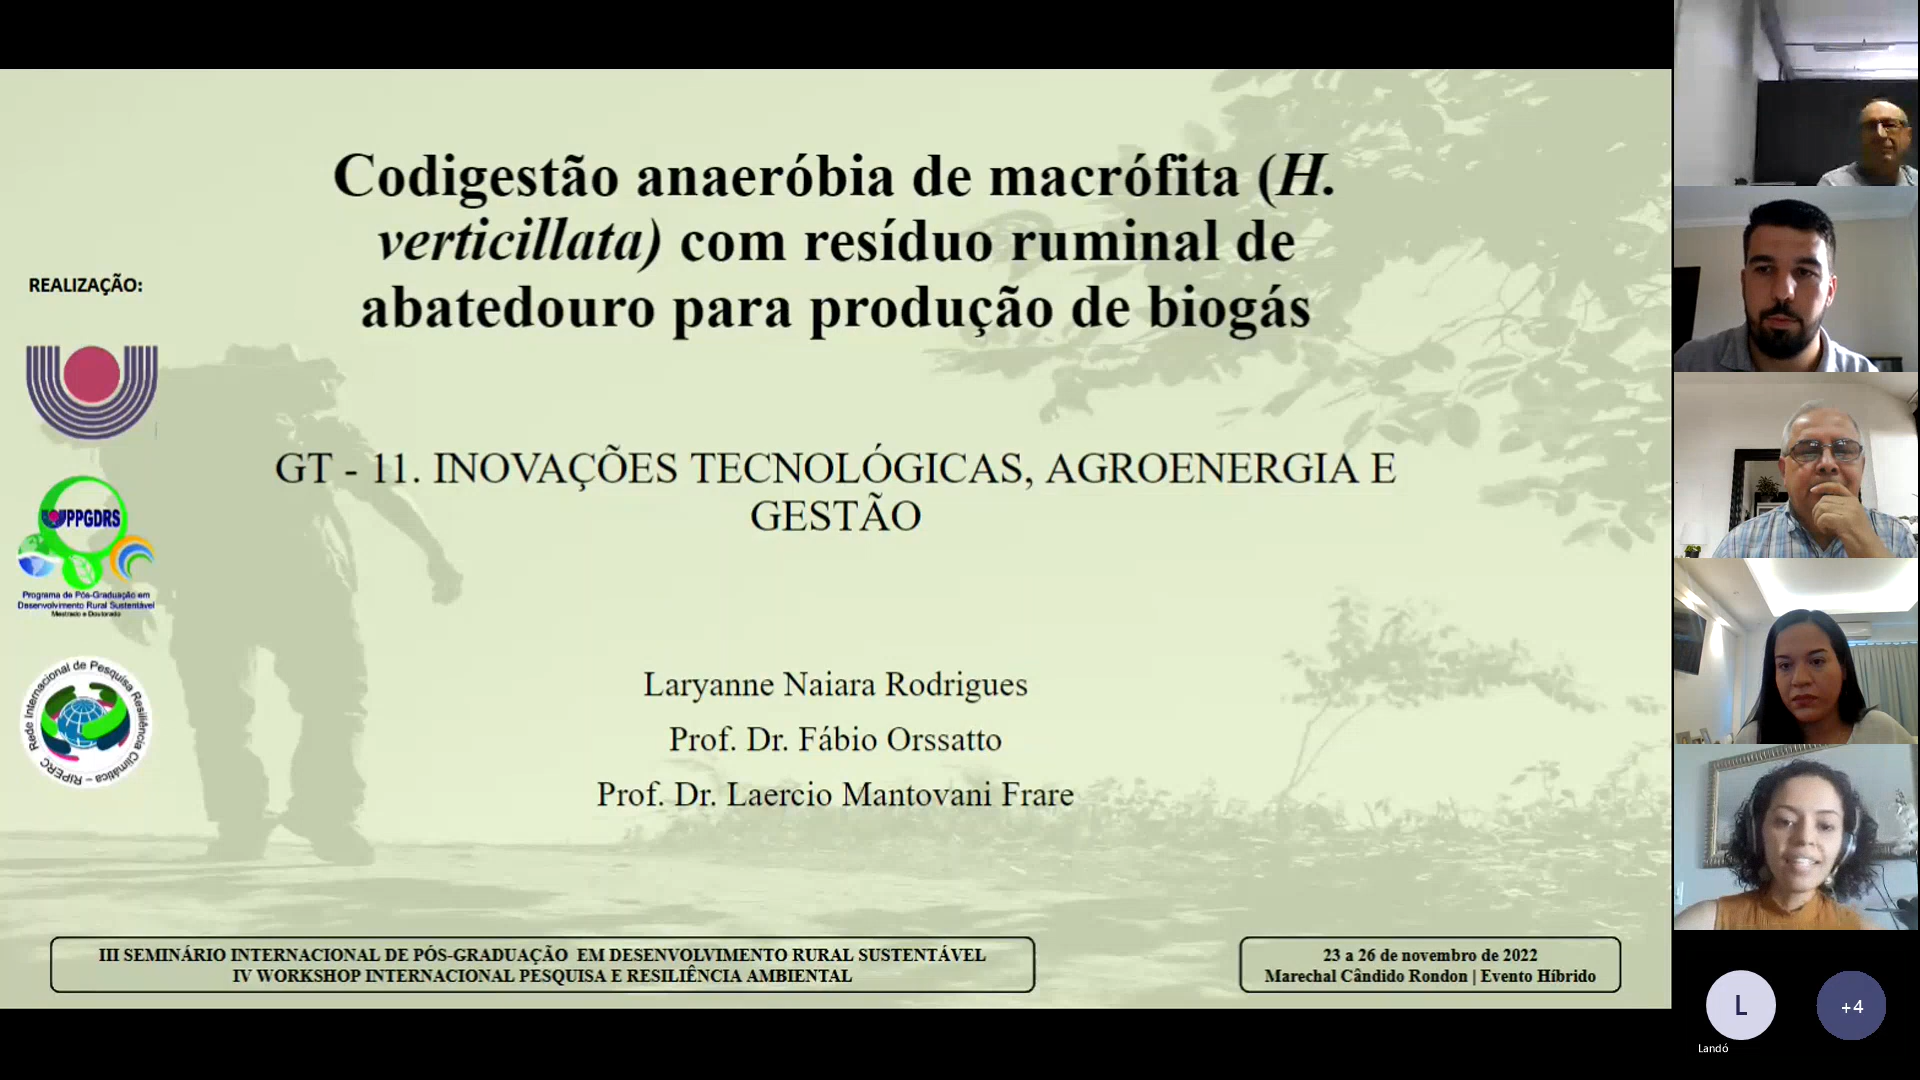 Codigestão anaeróbia de macrófita (H.
verticillata) com resíduo ruminal de
abatedouro para produção de biogás
REALIZAÇÃO:
GT - 11. INOVAÇÕES TECNOLÓGICAS, AGROENERGIA E
GESTÃO
PPGDRS
Programa de Pós-Graduação em
Desenvolvimento Rural Sustentável
Mestrado e Doutorado
Rede Internacional de Pesquisa Resiliência Climática – RIPERC
Laryanne Naiara Rodrigues
Prof. Dr. Fábio Orssatto
Prof. Dr. Laercio Mantovani Frare
III SEMINÁRIO INTERNACIONAL DE PÓS-GRADUAÇÃO EM DESENVOLVIMENTO RURAL SUSTENTÁVEL
IV WORKSHOP INTERNACIONAL PESQUISA E RESILIÊNCIA AMBIENTAL
23 a 26 de novembro de 2022
Marechal Cândido Rondon | Evento Híbrido
L
+4
Landó